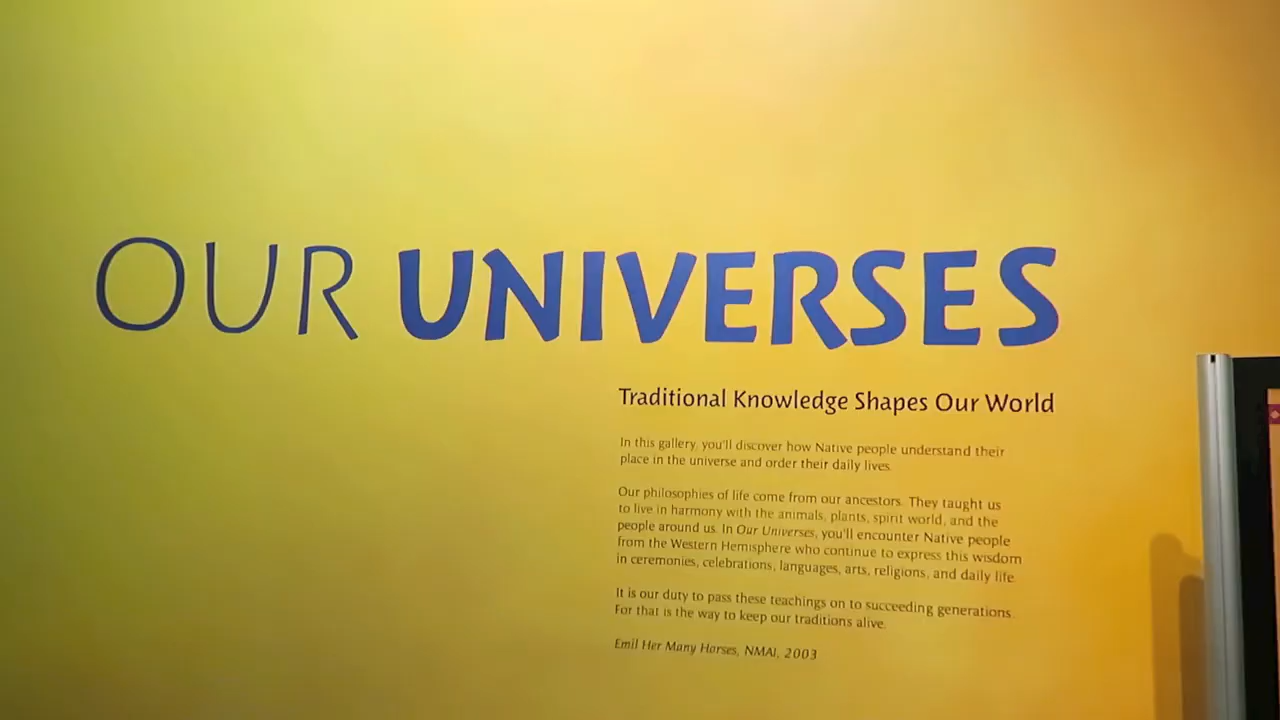 OUR UNIVERSES
Traditional Knowledge Shapes Our World
In this gallery, you'll discover how Native people understand their
place in the universe and order their daily lives.
Our philosophies of life come from our ancestors. They taught us
to live in harmony with the animals, plants, spirit world, and the
people around us. In Our Universes, you'll encounter Native people
from the Western Hemisphere who continue to express this wisdom
in ceremonies, celebrations, languages, arts, religions, and daily life.
It is our duty to pass these teachings on to succeeding generations.
For that is the way to keep our traditions alive.
Emil Her Many Horses, NMAI, 2003